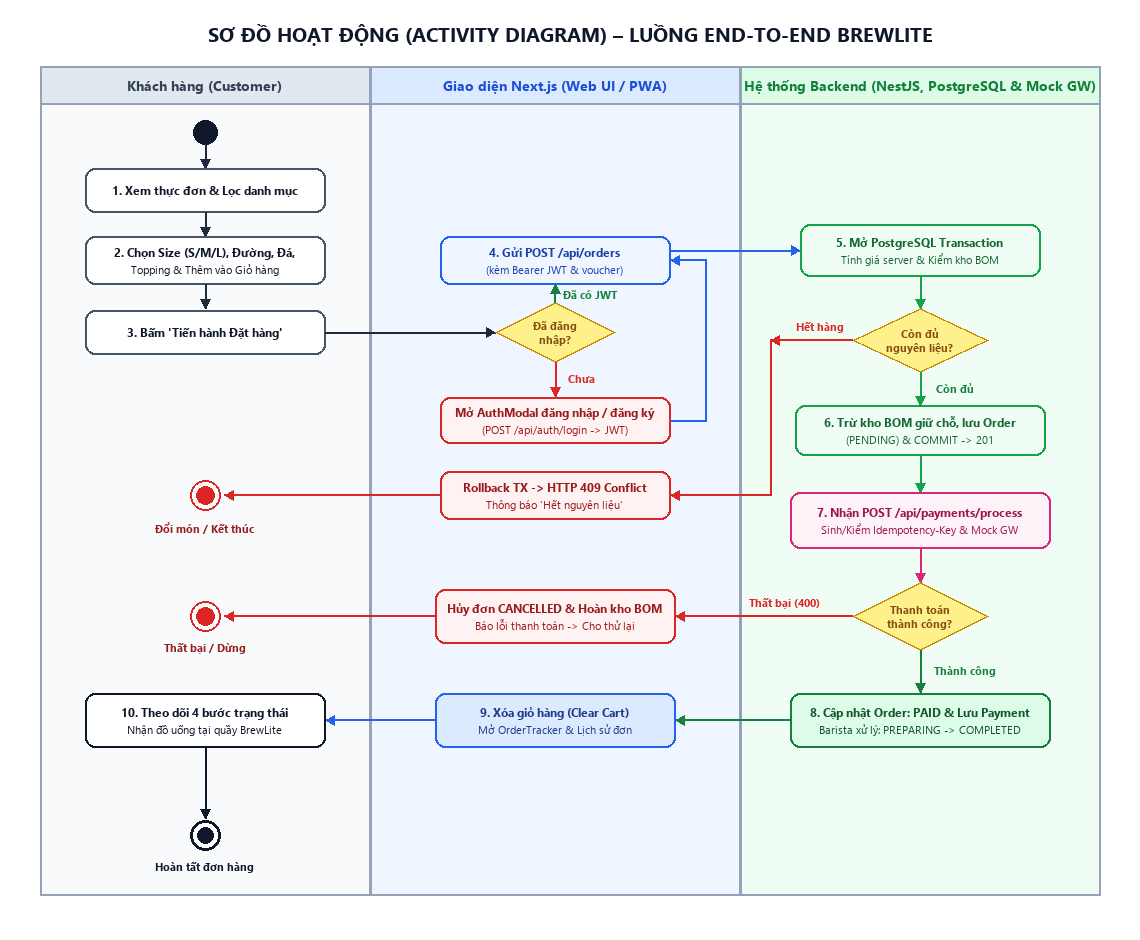 SƠ ĐỒ HOẠT ĐỘNG (ACTIVITY DIAGRAM) – LUỒNG END-TO-END BREWLITE
Khách hàng (Customer)
Giao diện Next.js (Web UI / PWA)
Hệ thống Backend (NestJS, PostgreSQL & Mock GW)
1. Xem thực đơn & Lọc danh mục
2. Chọn Size (S/M/L), Đường, Đá,
Topping & Thêm vào Giỏ hàng
3. Bấm 'Tiến hành Đặt hàng'
4. Gửi POST /api/orders
(kèm Bearer JWT & voucher)
Đã có JWT
Đã đăng
nhập?
Chưa
Mở AuthModal đăng nhập / đăng ký
(POST /api/auth/login -> JWT)
5. Mở PostgreSQL Transaction
Tính giá server & Kiểm kho BOM
Hết hàng
Còn đủ
nguyên liệu?
Còn đủ
6. Trừ kho BOM giữ chỗ, lưu Order
(PENDING) & COMMIT -> 201
Rollback TX -> HTTP 409 Conflict
Thông báo 'Hết nguyên liệu'
Đổi món / Kết thúc
7. Nhận POST /api/payments/process
Sinh/Kiểm Idempotency-Key & Mock GW
Thất bại (400)
Thanh toán
thành công?
Thành công
Hủy đơn CANCELLED & Hoàn kho BOM
Báo lỗi thanh toán -> Cho thử lại
Thất bại / Dừng
8. Cập nhật Order: PAID & Lưu Payment
Barista xử lý: PREPARING -> COMPLETED
9. Xóa giỏ hàng (Clear Cart)
Mở OrderTracker & Lịch sử đơn
10. Theo dõi 4 bước trạng thái
Nhận đồ uống tại quầy BrewLite
Hoàn tất đơn hàng